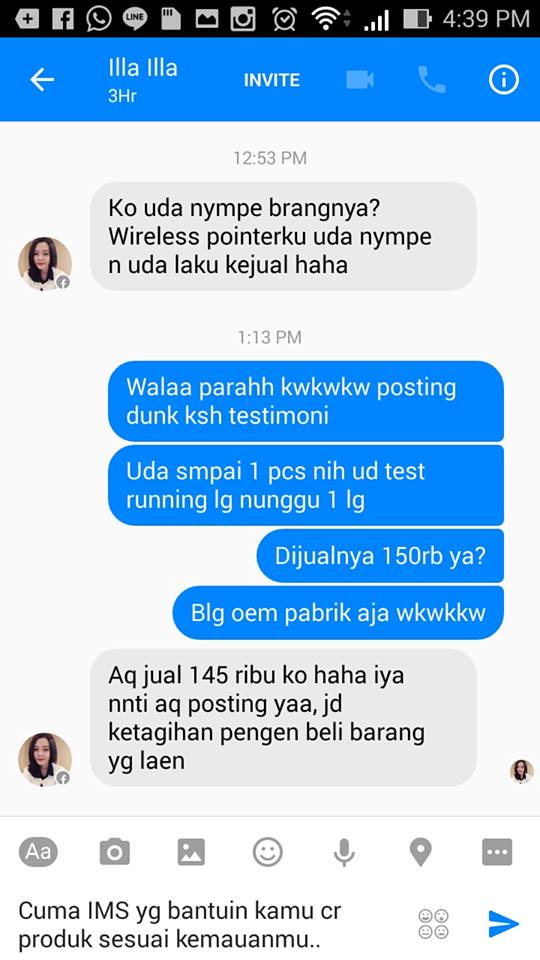 LINE
4:39 PM
Illa Illa
3Hr
INVITE
12:53 PM
Ko uda nympe brangnya?
Wireless pointerku uda nympe
n uda laku kejual haha
1:13 PM
Walaa parahh kwkwkw posting
dunk ksh testimoni
Uda smpai 1 pcs nih ud test
running lg nunggu 1 lg
Dijualnya 150rb ya?
Blg oem pabrik aja wkwkkw
Aq jual 145 ribu ko haha iya
nnti aq posting yaa, jd
ketagihan pengen beli barang
yg laen
Aa
Cuma IMS yg bantuin kamu cr
produk sesuai kemauanmu..